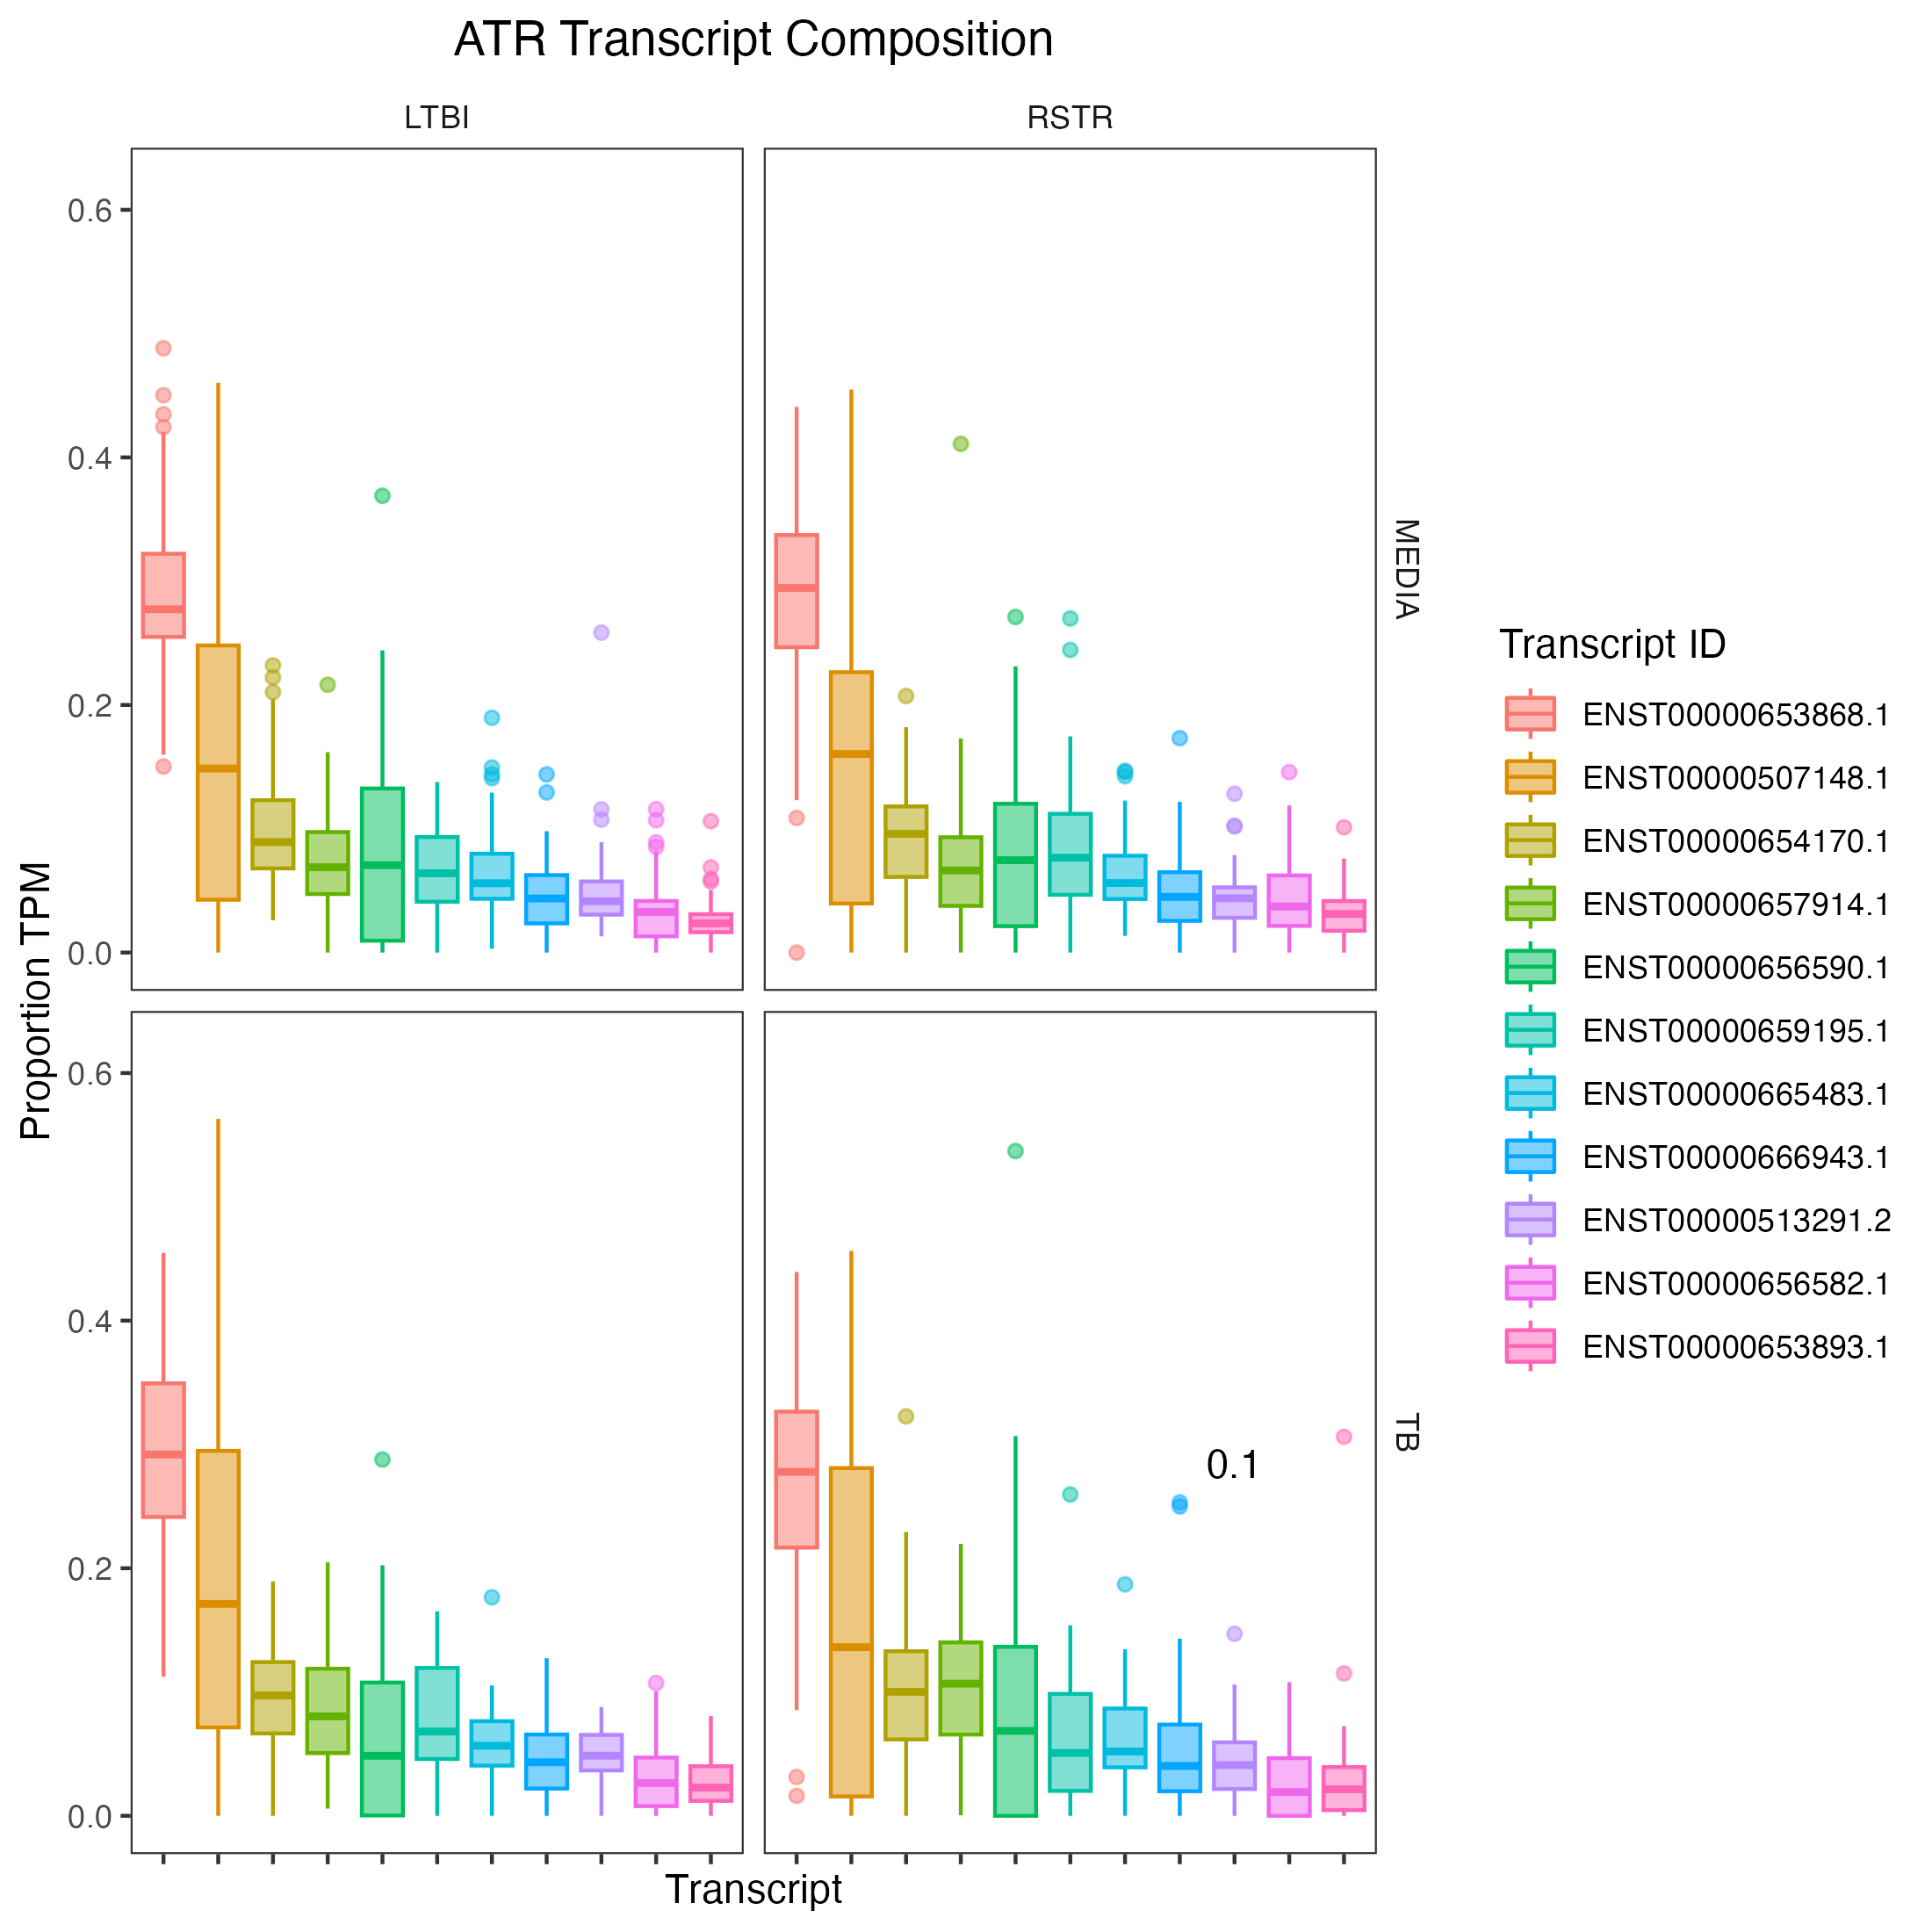 ATR Transcript Composition
LTBI
RSTR
0.6
0.4
0.2
0.0
MEDIA
Proportion TPM
0.6
0.4
0.2
0.0
0.1
TB
Transcript
Transcript ID
ENST00000653868.1
ENST00000507148.1
ENST00000654170.1
ENST00000657914.1
ENST00000656590.1
ENST00000659195.1
ENST00000665483.1
ENST00000666943.1
ENST00000513291.2
ENST00000656582.1
ENST00000653893.1